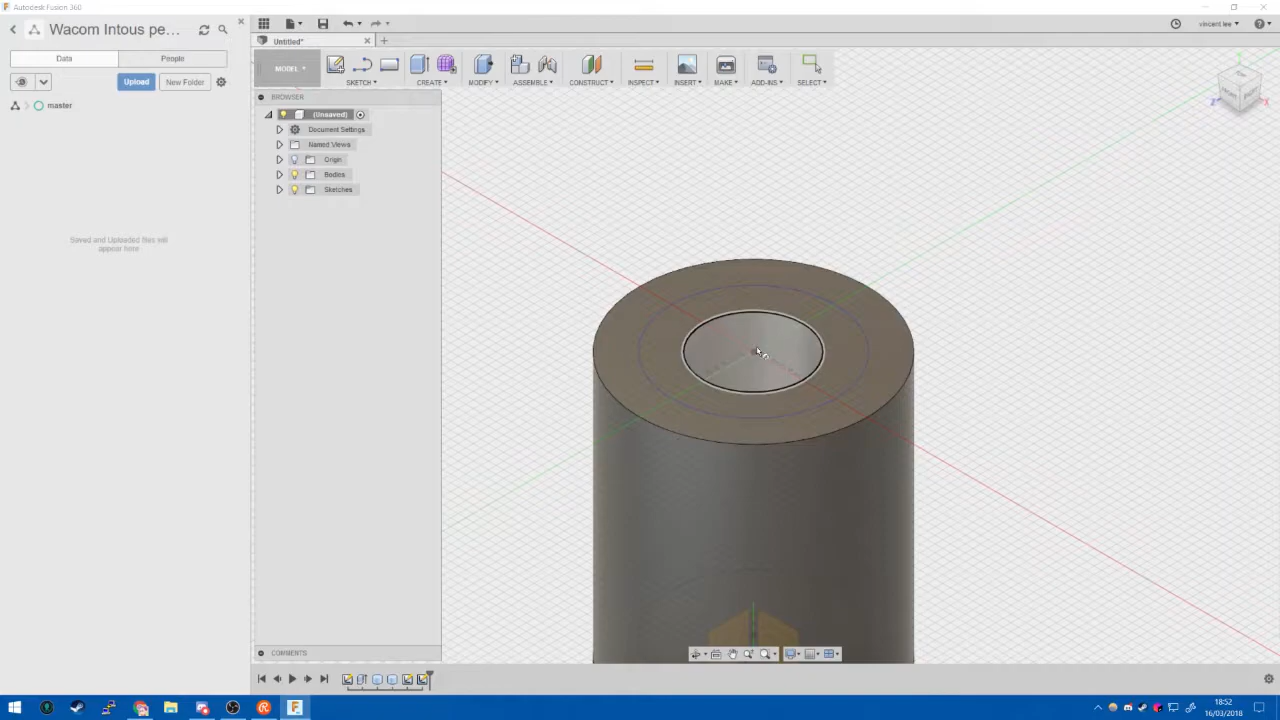 Autodesk Fusion 360
Wacom Intous pe...
Data
People
Upload
New Folder
master
Saved and Uploaded files will
appear here
vincent lee
Untitled*
MODEL
SKETCH
CREATE
MODIFY
ASSEMBLE
CONSTRUCT
INSPECT
INSERT
MAKE
ADD-INS
SELECT
BROWSER
(Unsaved)
Document Settings
Named Views
Origin
Bodies
Sketches
FRONT
Z
X
COMMENTS
18:52
16/03/2018